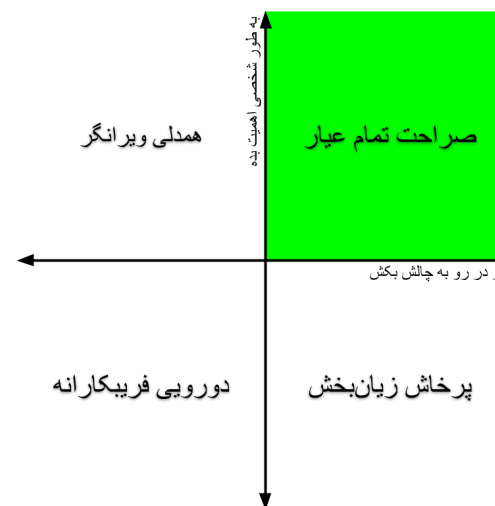 به طور شخصی اهمیت بده
همدلی ویرانگر
صراحت تمام عیار
در رو به چالش بکش
دورویی فریبکارانه
پرخاش زیان‌بخش